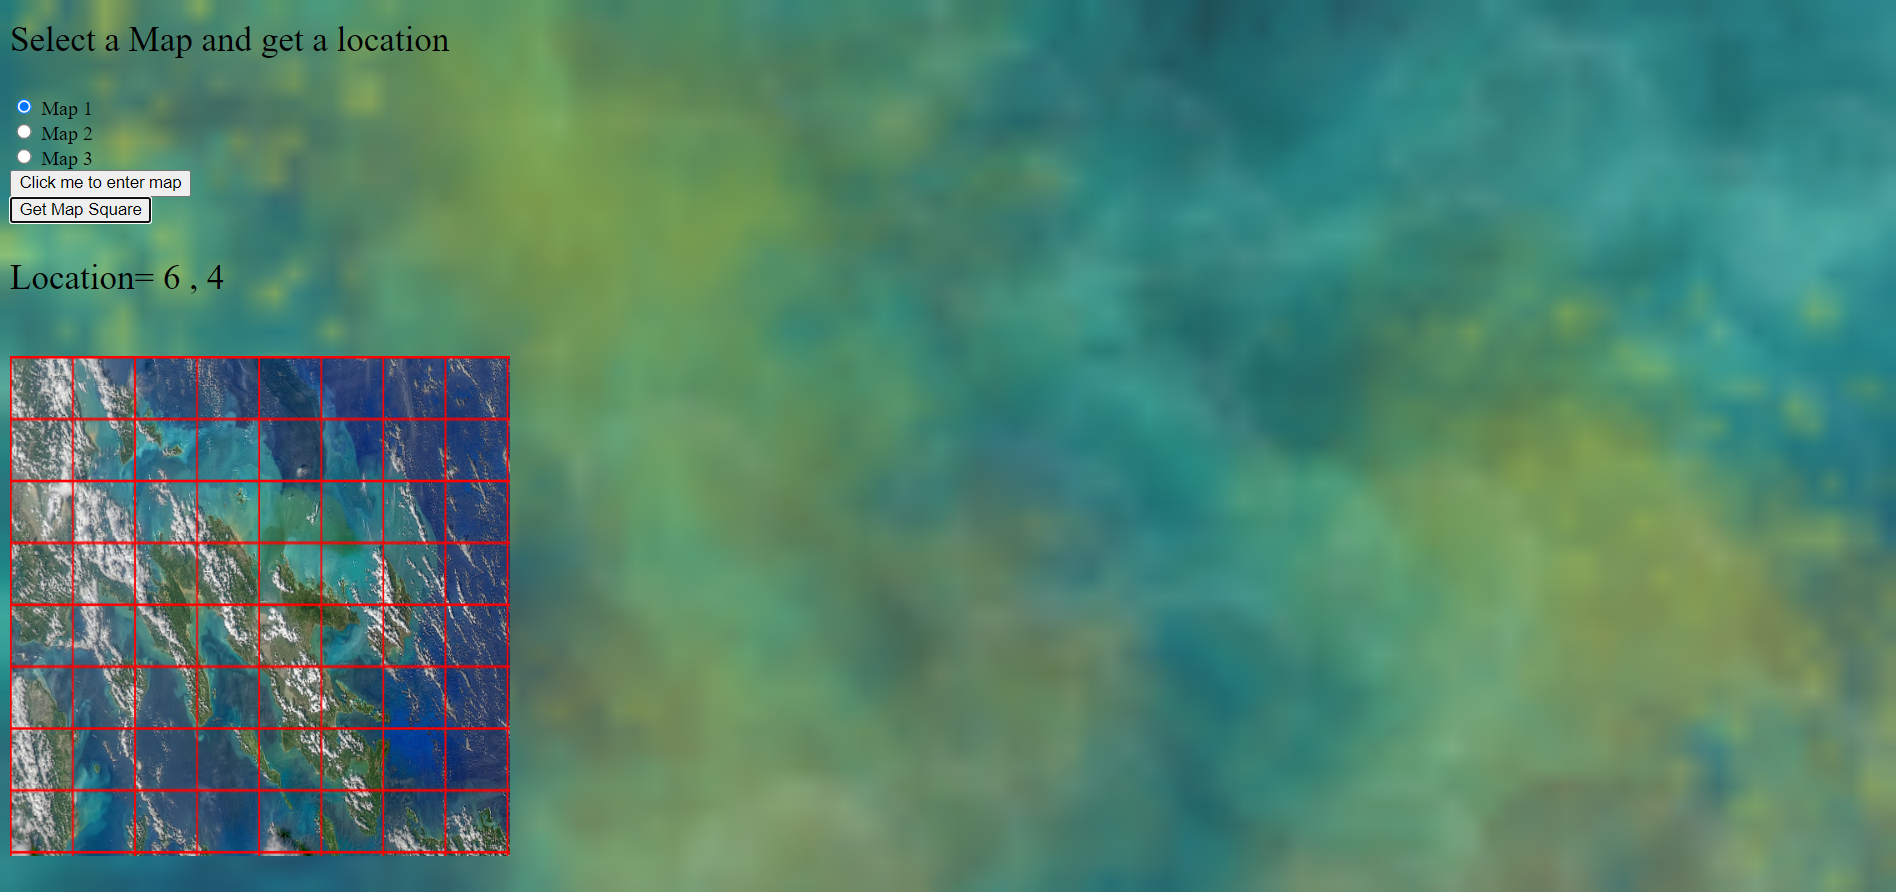 Select a Map and get a location
Map 1
Map 2
Map 3
Click me to enter map
Get Map Square
Location= 6 , 4